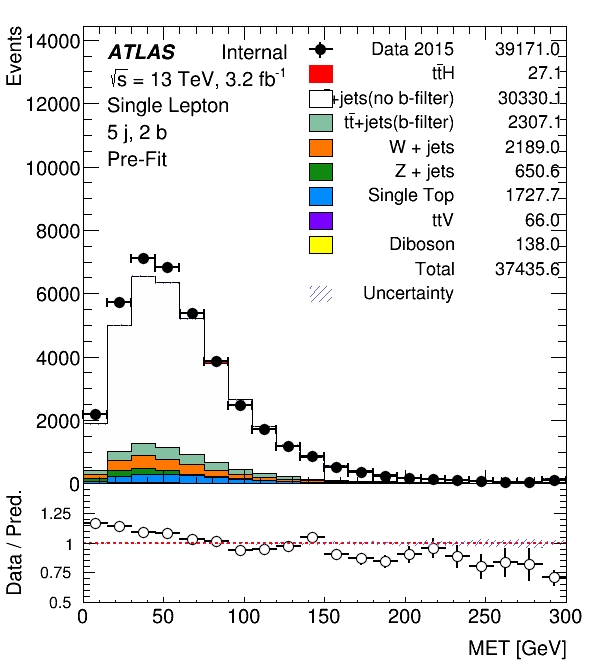 Events
14000
12000
10000
8000
6000
4000
2000
0
ATLAS Internal
√s = 13 TeV, 3.2 fb⁻¹
Single Lepton
5 j, 2 b
Pre-Fit
Data 2015 39171.0
tt̄H 27.1
+jets(no b-filter) 30330.1
tt̄+jets(b-filter) 2307.1
W + jets 2189.0
Z + jets 650.6
Single Top 1727.7
ttV 66.0
Diboson 138.0
Total 37435.6
Uncertainty
Data / Pred.
1.25
1
0.75
0.5
0 50 100 150 200 250 300
MET [GeV]